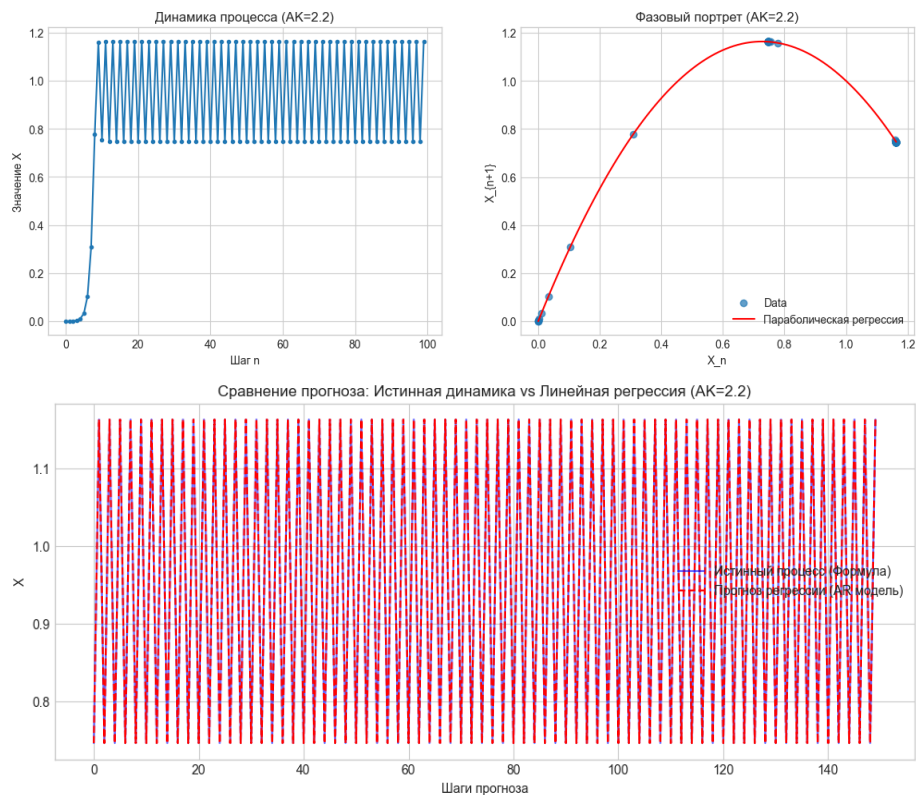 Динамика процесса (AK=2.2)
Значение X
1.2
1.0
0.8
0.6
0.4
0.2
0.0
0 20 40 60 80 100
Шаг n
Фазовый портрет (AK=2.2)
X_{n+1}
1.2
1.0
0.8
0.6
0.4
0.2
0.0
Data
Параболическая регрессия
0.0 0.2 0.4 0.6 0.8 1.0 1.2
X_n
Сравнение прогноза: Истинная динамика vs Линейная регрессия (AK=2.2)
X
1.1
1.0
0.9
0.8
Истинный процесс (Формула)
Прогноз регрессии (AR модель)
0 20 40 60 80 100 120 140
Шаги прогноза